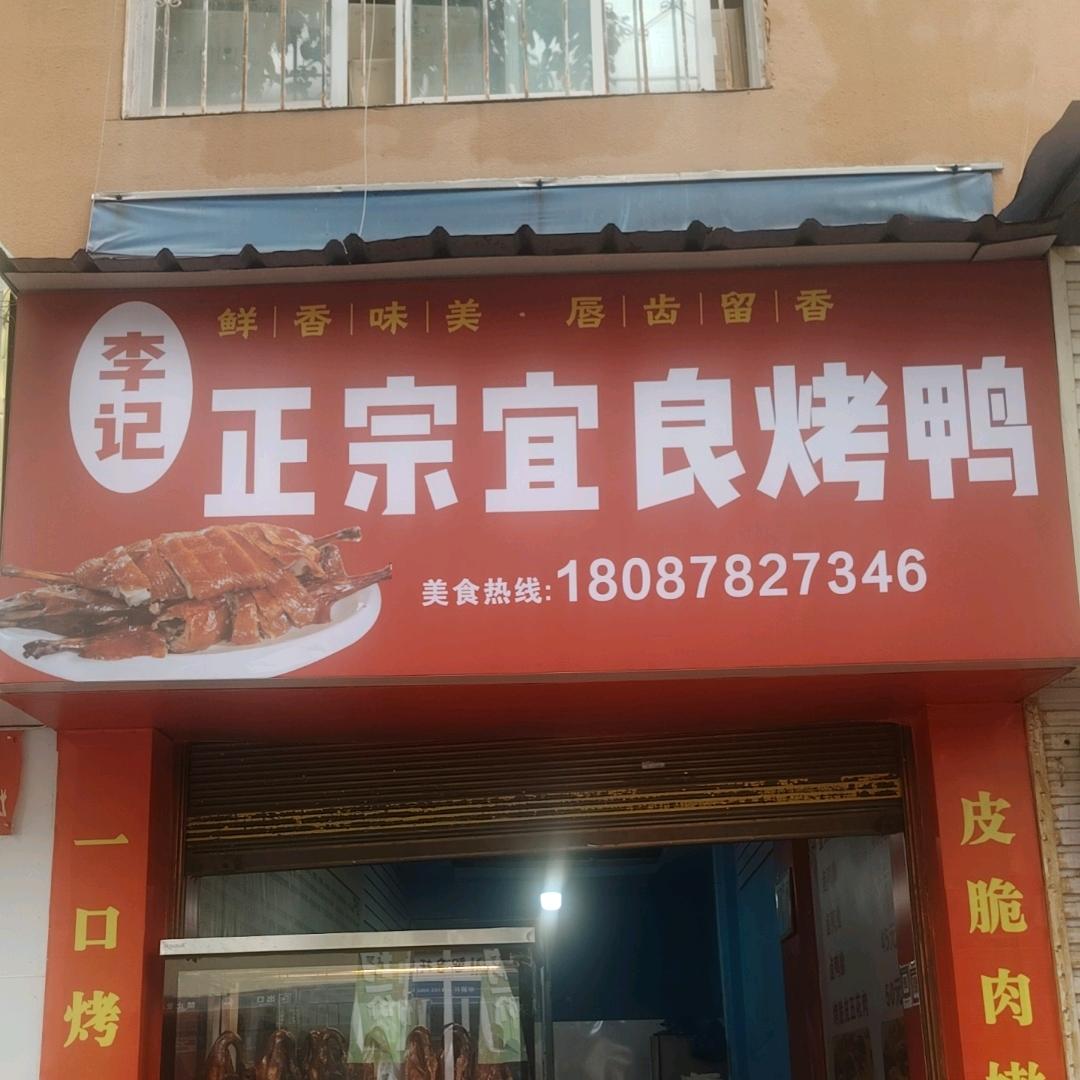 鲜|香|味|美·唇|齿|留|香
李记
正宗宜良烤鸭
美食热线:18087827346
一口烤
皮脆肉嫩